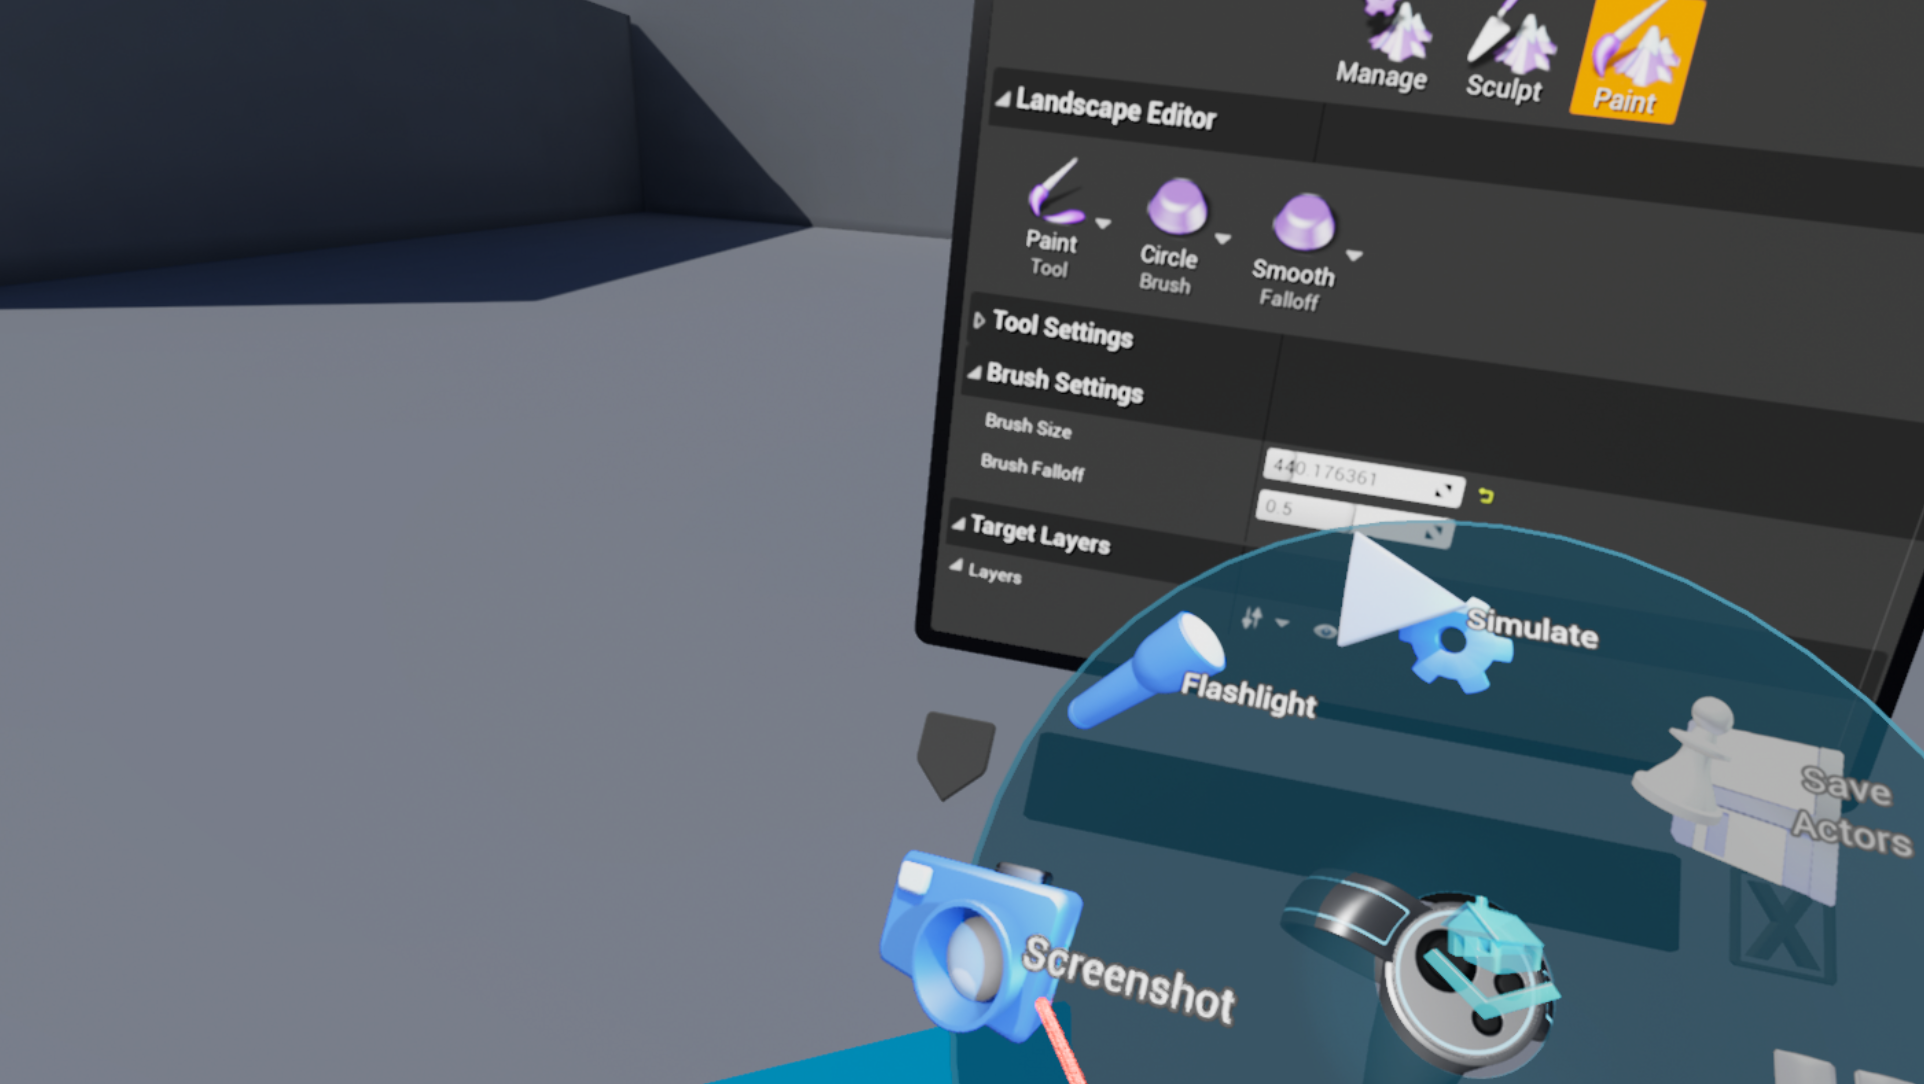 Manage
Sculpt
Paint
Landscape Editor
Paint
Tool
Circle
Brush
Smooth
Falloff
Tool Settings
Brush Settings
Brush Size
440.176361
Brush Falloff
0.5
Target Layers
Layers
Simulate
Flashlight
Save
Actors
Screenshot
X